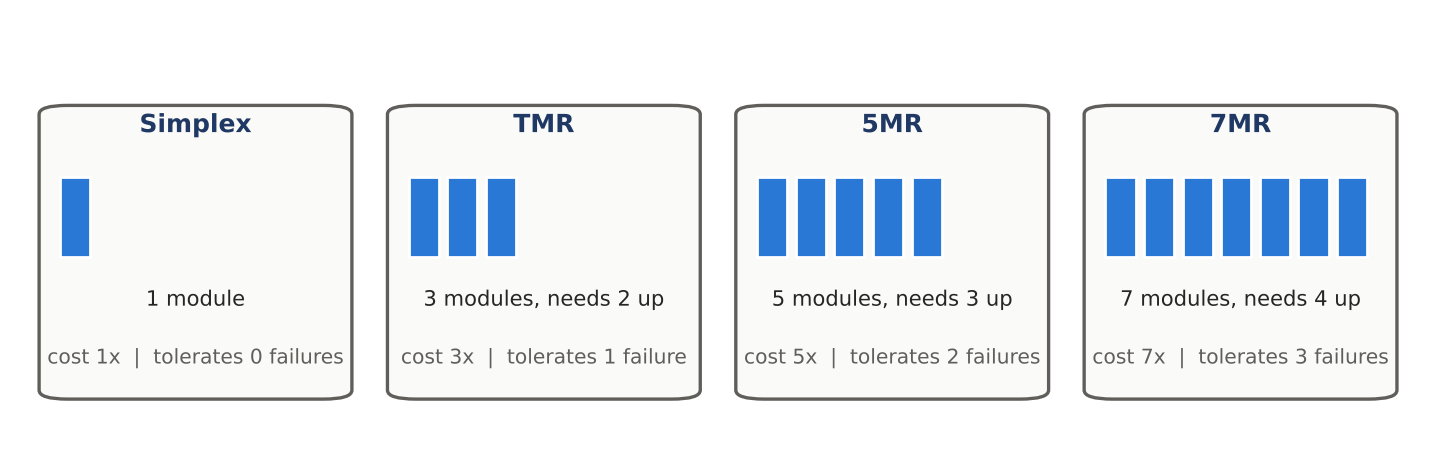 Simplex
1 module
cost 1x | tolerates 0 failures
TMR
3 modules, needs 2 up
cost 3x | tolerates 1 failure
5MR
5 modules, needs 3 up
cost 5x | tolerates 2 failures
7MR
7 modules, needs 4 up
cost 7x | tolerates 3 failures